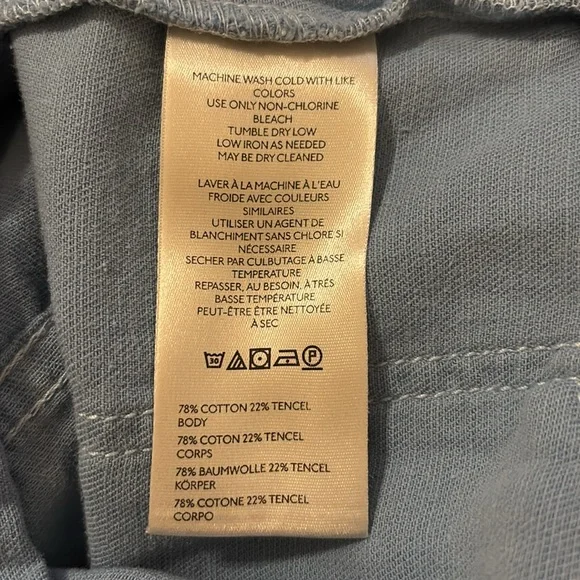 MACHINE WASH COLD WITH LIKE
COLORS
USE ONLY NON-CHLORINE
BLEACH
TUMBLE DRY LOW
LOW IRON AS NEEDED
MAY BE DRY CLEANED
LAVER À LA MACHINE À L'EAU
FROIDE AVEC COULEURS
SIMILAIRES
UTILISER UN AGENT DE
BLANCHIMENT SANS CHLORE SI
NÉCESSAIRE
SECHER PAR CULBUTAGE À BASSE
TEMPERATURE
REPASSER, AU BESOIN, À TRÉS
BASSE TEMPÉRATURE
PEUT-ÊTRE ÊTRE NETTOYÉE
À SEC
30 P
78% COTTON 22% TENCEL
BODY
78% COTON 22% TENCEL
CORPS
78% BAUMWOLLE 22% TENCEL
KÖRPER
78% COTONE 22% TENCEL
CORPO